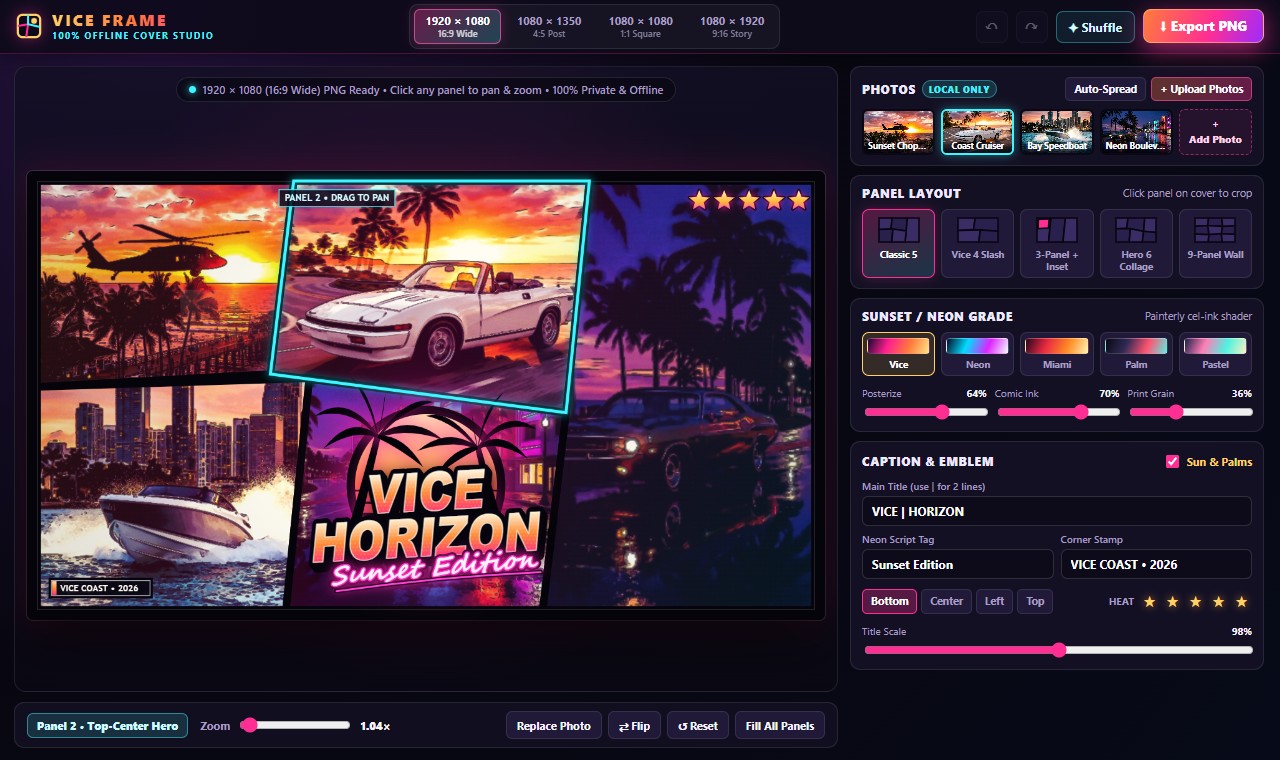 VICE FRAME
100% OFFLINE COVER STUDIO
1920 × 1080
16:9 Wide
1080 × 1350
4:5 Post
1080 × 1080
1:1 Square
1080 × 1920
9:16 Story
↶
↷
✦ Shuffle
⬇ Export PNG
1920 × 1080 (16:9 Wide) PNG Ready • Click any panel to pan & zoom • 100% Private & Offline
PANEL 2 • DRAG TO PAN
★★★★★
VICE
HORIZON
Sunset Edition
VICE COAST • 2026
Panel 2 • Top-Center Hero
Zoom
1.04×
Replace Photo
⇄ Flip
↺ Reset
Fill All Panels
PHOTOS
LOCAL ONLY
Auto-Spread
+ Upload Photos
Sunset Chop...
Coast Cruiser
Bay Speedboat
Neon Boulev...
+
Add Photo
PANEL LAYOUT
Click panel on cover to crop
Classic 5
Vice 4 Slash
3-Panel +
Inset
Hero 6
Collage
9-Panel Wall
SUNSET / NEON GRADE
Painterly cel-ink shader
Vice
Neon
Miami
Palm
Pastel
Posterize 64%
Comic Ink 70%
Print Grain 36%
CAPTION & EMBLEM
Sun & Palms
Main Title (use | for 2 lines)
VICE | HORIZON
Neon Script Tag
Sunset Edition
Corner Stamp
VICE COAST • 2026
Bottom
Center
Left
Top
HEAT ★ ★ ★ ★ ★
Title Scale 98%